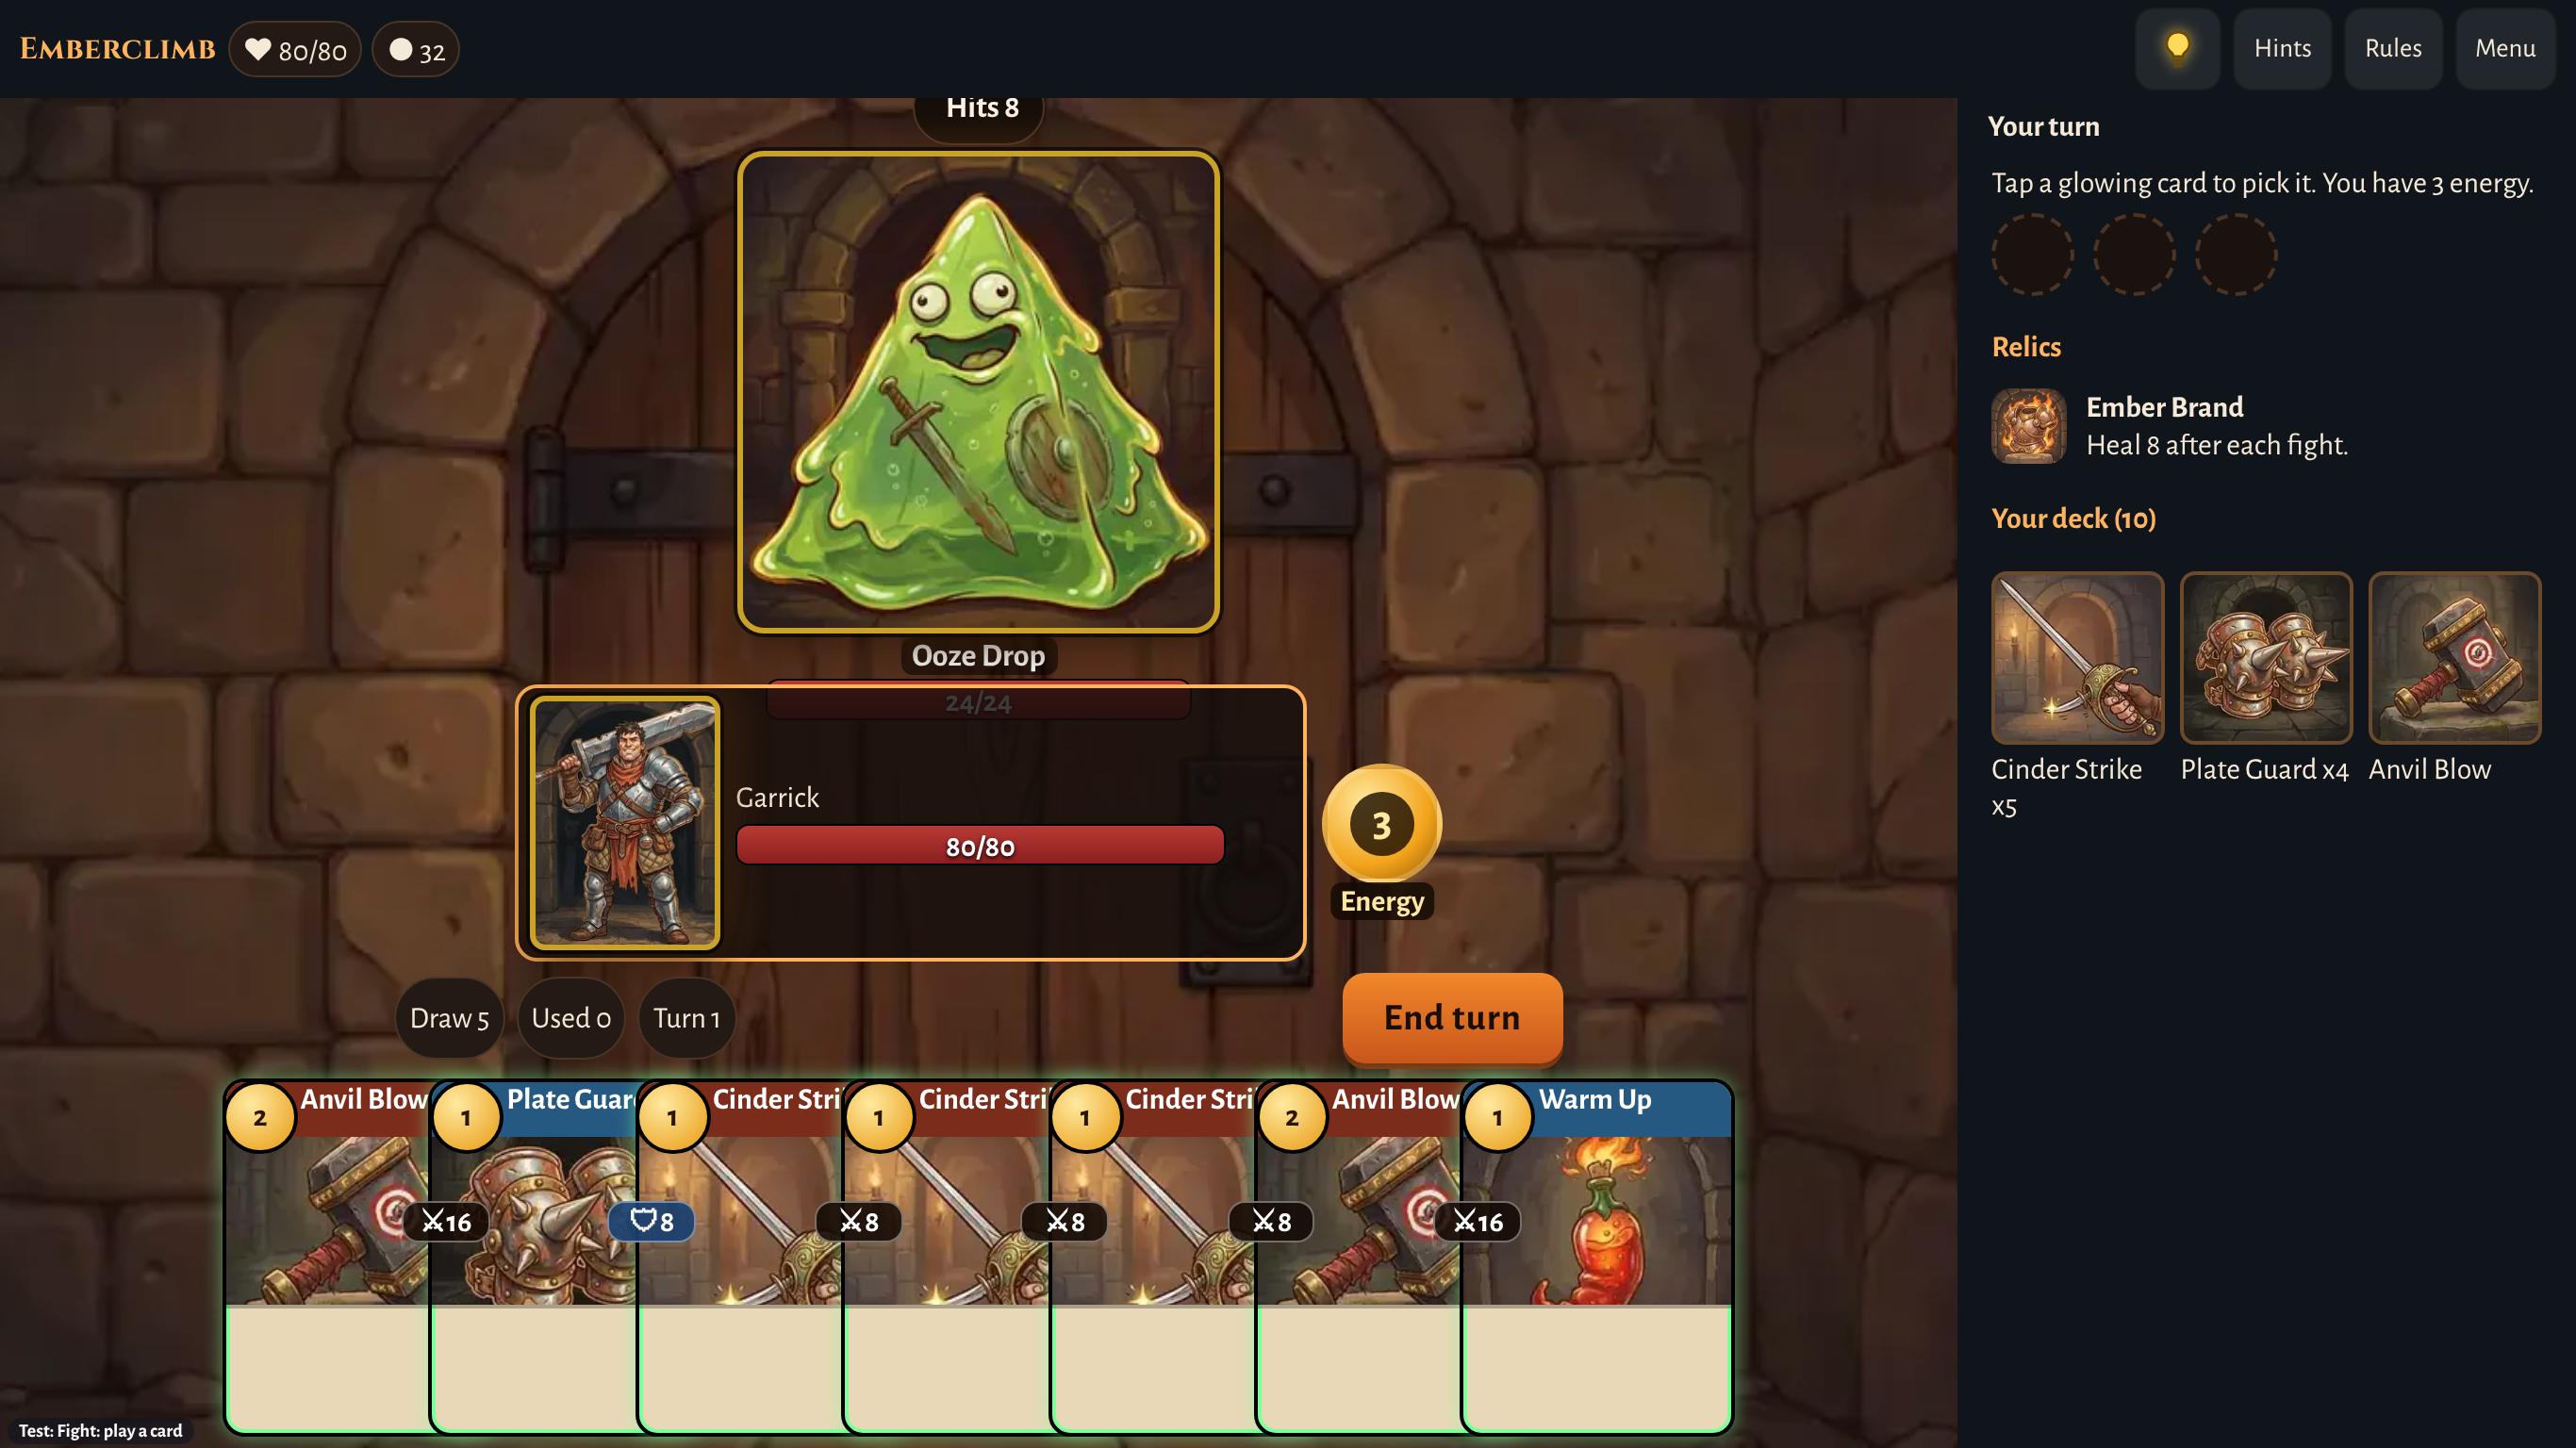 EMBERCLIMB
80/80
32
Hints
Rules
Menu
Hits 8
Ooze Drop
24/24
Garrick
80/80
3
Energy
Draw 5
Used 0
Turn 1
End turn
2
Anvil Blow
16
1
Plate Guar
8
1
Cinder Stri
8
1
Cinder Stri
8
1
Cinder Stri
8
2
Anvil Blow
16
1
Warm Up
Test: Fight: play a card
Your turn
Tap a glowing card to pick it. You have 3 energy.
Relics
Ember Brand
Heal 8 after each fight.
Your deck (10)
Cinder Strike
x5
Plate Guard x4
Anvil Blow